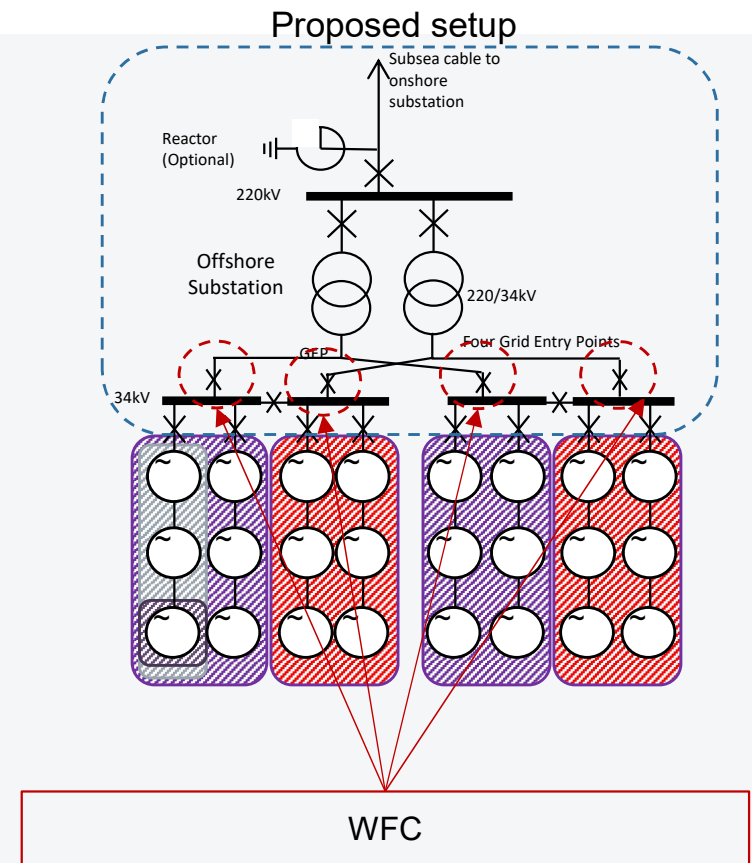 Proposed setup
Subsea cable to
onshore
substation
Reactor
(Optional)
220kV
Offshore
Substation
220/34kV
GEP
Four Grid Entry Points
34kV
~ ~ ~ ~ ~ ~ ~ ~
~ ~ ~ ~ ~ ~ ~ ~
~ ~ ~ ~ ~ ~ ~ ~
WFC